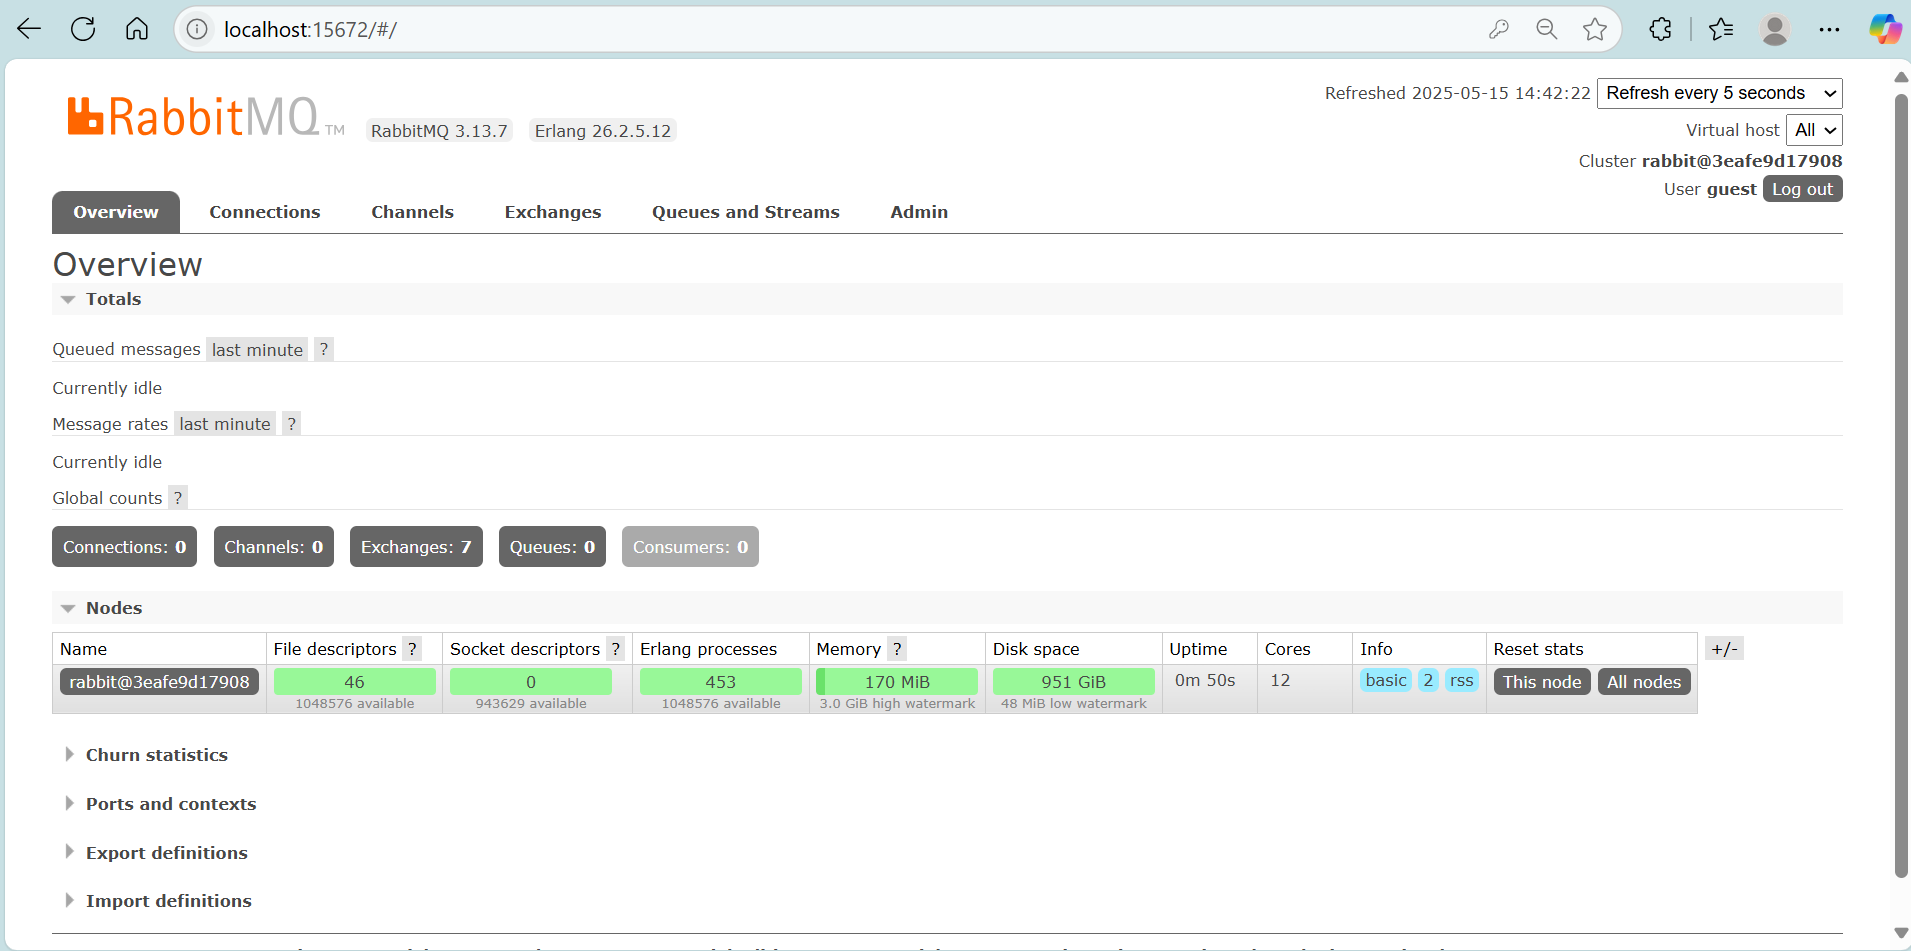 localhost:15672/#/
Refreshed 2025-05-15 14:42:22 Refresh every 5 seconds
RabbitMQ TM RabbitMQ 3.13.7 Erlang 26.2.5.12
Virtual host All
Cluster rabbit@3eafe9d17908
User guest Log out
Overview Connections Channels Exchanges Queues and Streams Admin
Overview
Totals
Queued messages last minute ?
Currently idle
Message rates last minute ?
Currently idle
Global counts ?
Connections: 0 Channels: 0 Exchanges: 7 Queues: 0 Consumers: 0
Nodes
Name File descriptors ? Socket descriptors ? Erlang processes Memory ? Disk space Uptime Cores Info Reset stats +/-
rabbit@3eafe9d17908 46 0 453 170 MiB 951 GiB 0m 50s 12 basic 2 rss This node All nodes
1048576 available 943629 available 1048576 available 3.0 GiB high watermark 48 MiB low watermark
Churn statistics
Ports and contexts
Export definitions
Import definitions